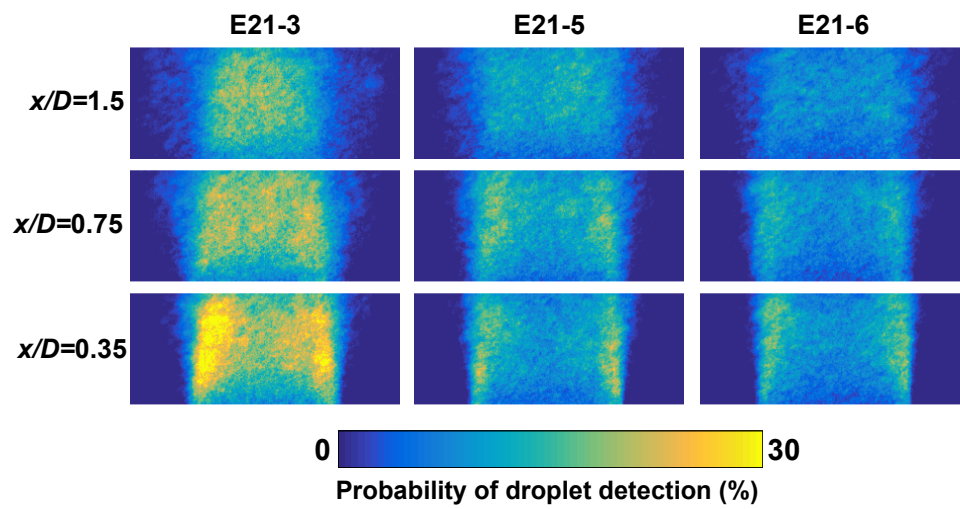 E21-3 E21-5 E21-6
x/D=1.5
x/D=0.75
x/D=0.35
0 30
Probability of droplet detection (%)